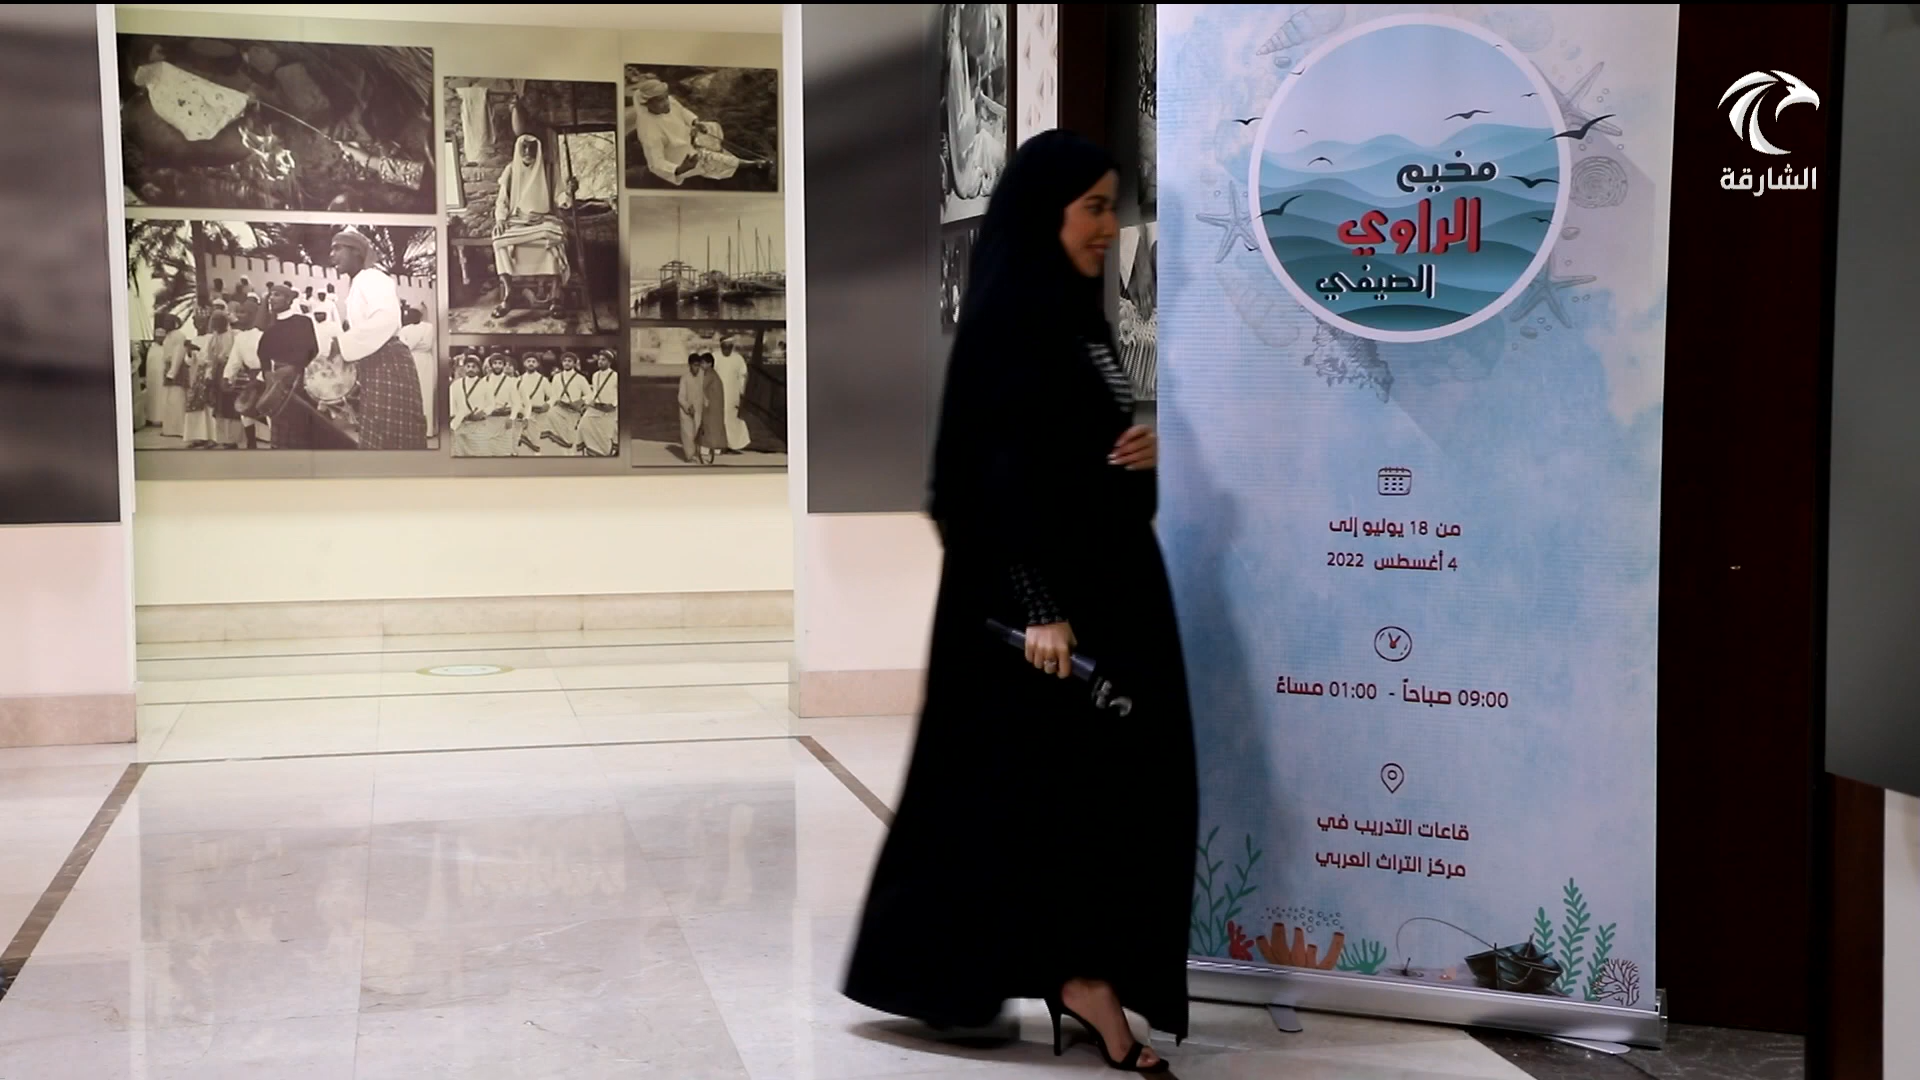 الشارقة
مخيم
الراوي
الصيفي
من 18 يوليو إلى
4 أغسطس 2022
09:00 صباحاً - 01:00 مساءً
قاعات التدريب في
مركز التراث العربي